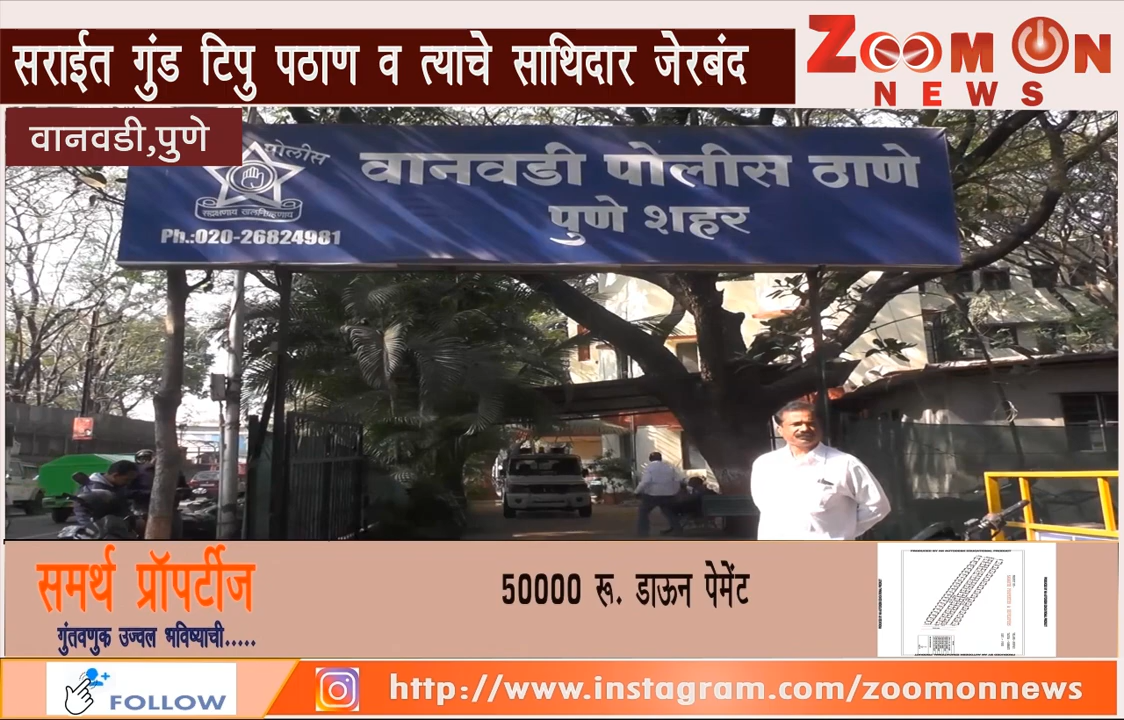 सराईत गुंड टिपु पठाण व त्याचे साथिदार जेरबंद
ZOOM ON
NEWS
वानवडी,पुणे
पोलीस
वानवडी पोलीस ठाणे
पुणे शहर
Ph.:020-26824981
समर्थ प्रॉपर्टीज
गुंतवणुक उज्वल भविष्याची.....
50000 रू. डाऊन पेमेंट
FOLLOW
http://www.instagram.com/zoomonnews